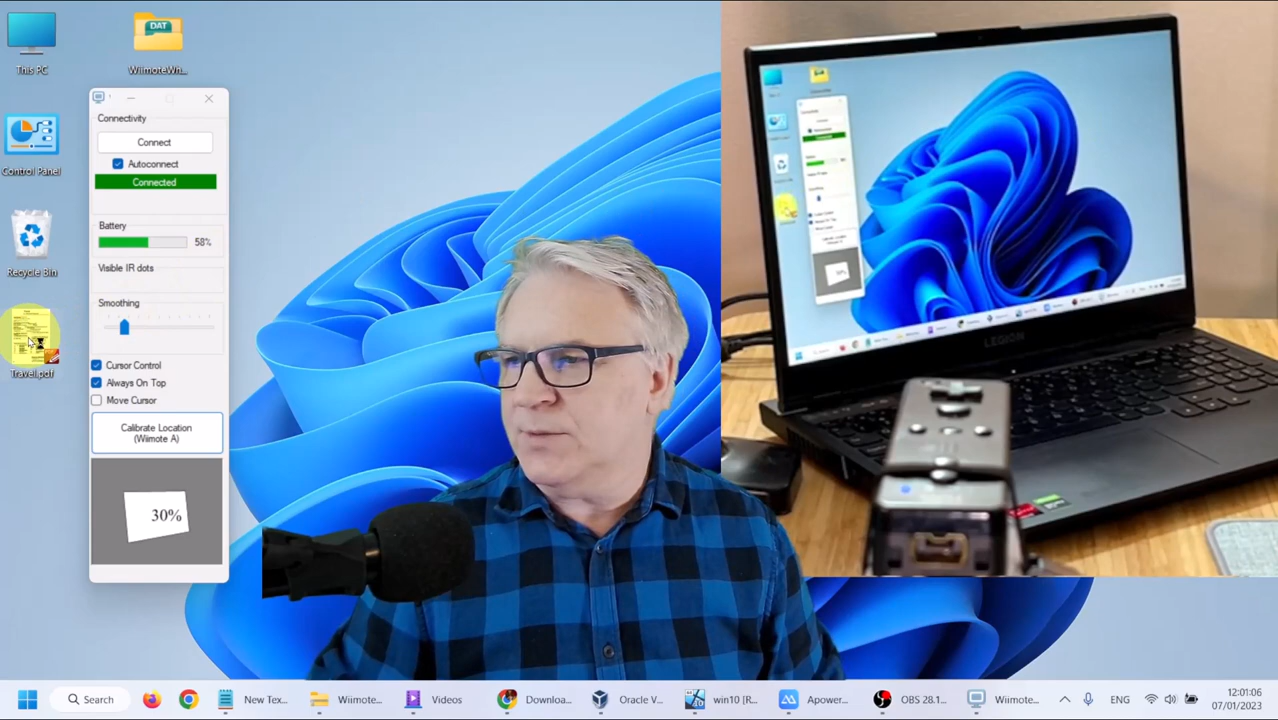 This PC
WiimoteWh...
Control Panel
Recycle Bin
Travel.pdf
DAT
Connectivity
Connect
Autoconnect
Connected
Battery
58%
Visible IR dots
Smoothing
Cursor Control
Always On Top
Move Cursor
Calibrate Location
(Wiimote A)
30%
LEGION
30%
Search
New Tex...
Wiimote...
Videos
Downloa...
Oracle V...
win10 [R...
Apower...
OBS 28.1...
Wiimote...
ENG
12:01:06
07/01/2023